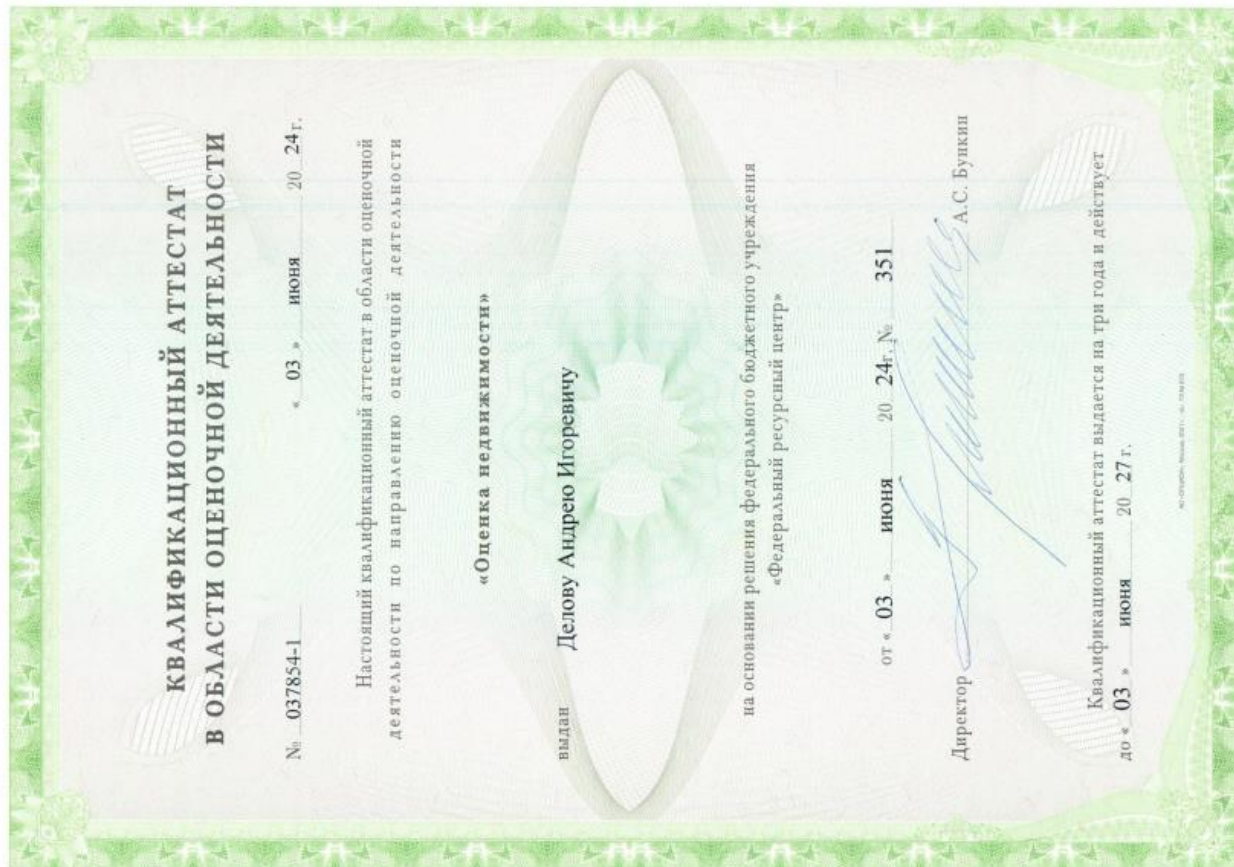 КВАЛИФИКАЦИОННЫЙ АТТЕСТАТ
В ОБЛАСТИ ОЦЕНОЧНОЙ ДЕЯТЕЛЬНОСТИ
№ 037854-1 « 03 » июня 20 24 г.
Настоящий квалификационный аттестат в области оценочной
деятельности по направлению оценочной деятельности
«Оценка недвижимости»
выдан Делову Андрею Игоревичу
на основании решения федерального бюджетного учреждения
«Федеральный ресурсный центр»
от « 03 » июня 20 24г. № 351
Директор А.С. Бункин
Квалификационный аттестат выдается на три года и действует
до « 03 » июня 20 27 г.